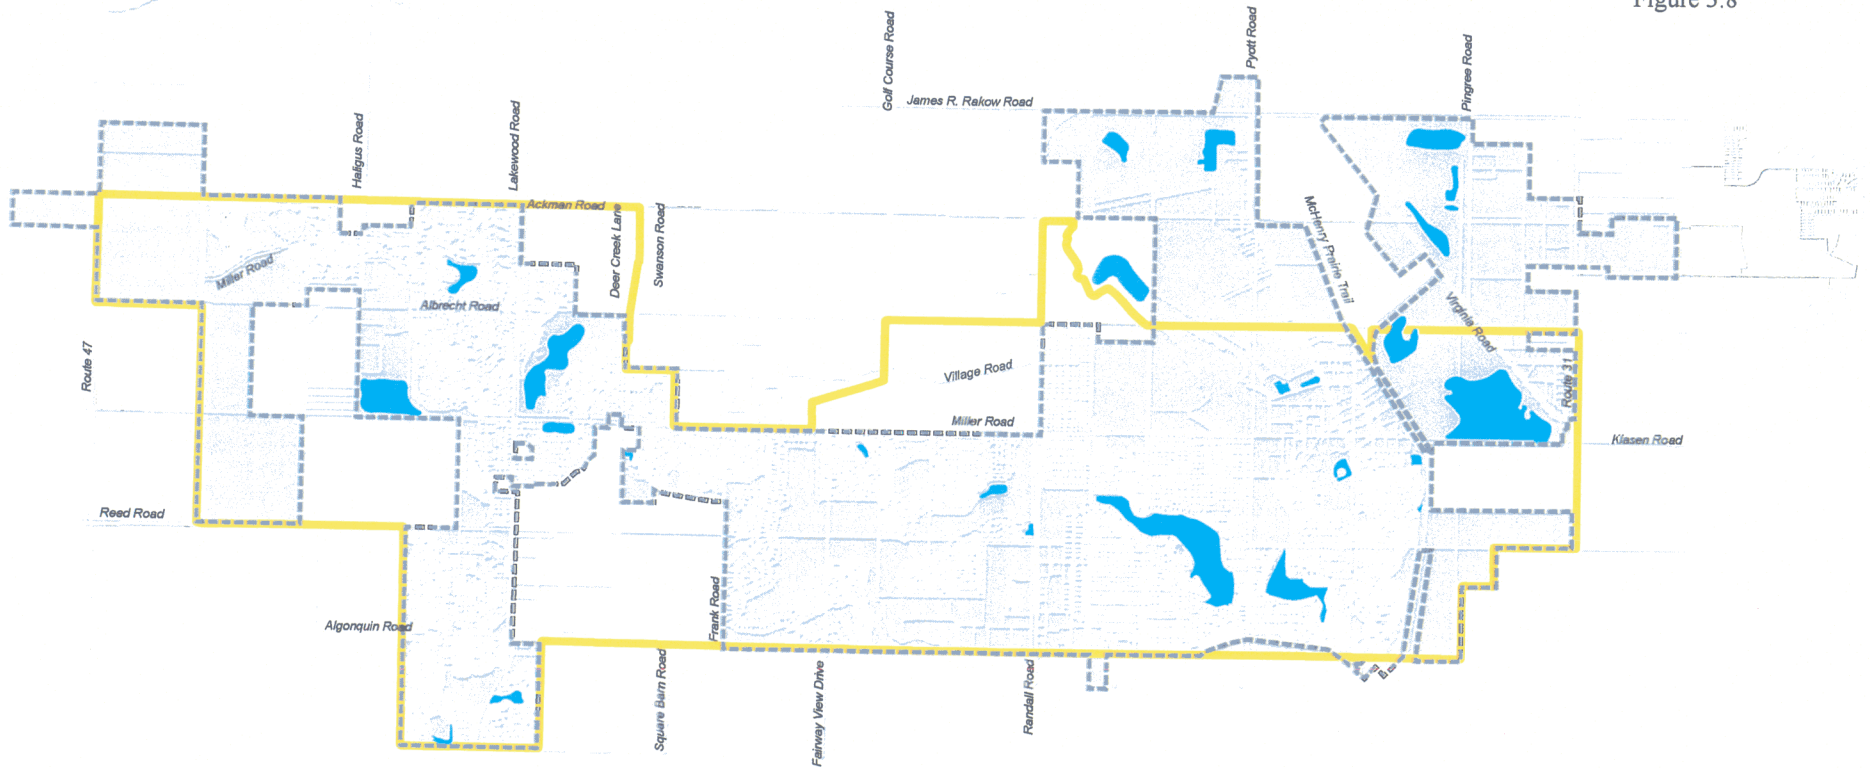 Figure 3.8
Golf Course Road
Pyott Road
Pingree Road
James R. Rakow Road
Haligus Road
Lakewood Road
Ackman Road
Deer Creek Lane
Swanson Road
McHenry Prairie Trail
Miller Road
Albrecht Road
Virginia Road
Route 47
Village Road
Route 31
Miller Road
Klasen Road
Reed Road
Algonquin Road
Frank Road
Square Barn Road
Fairway View Drive
Randall Road